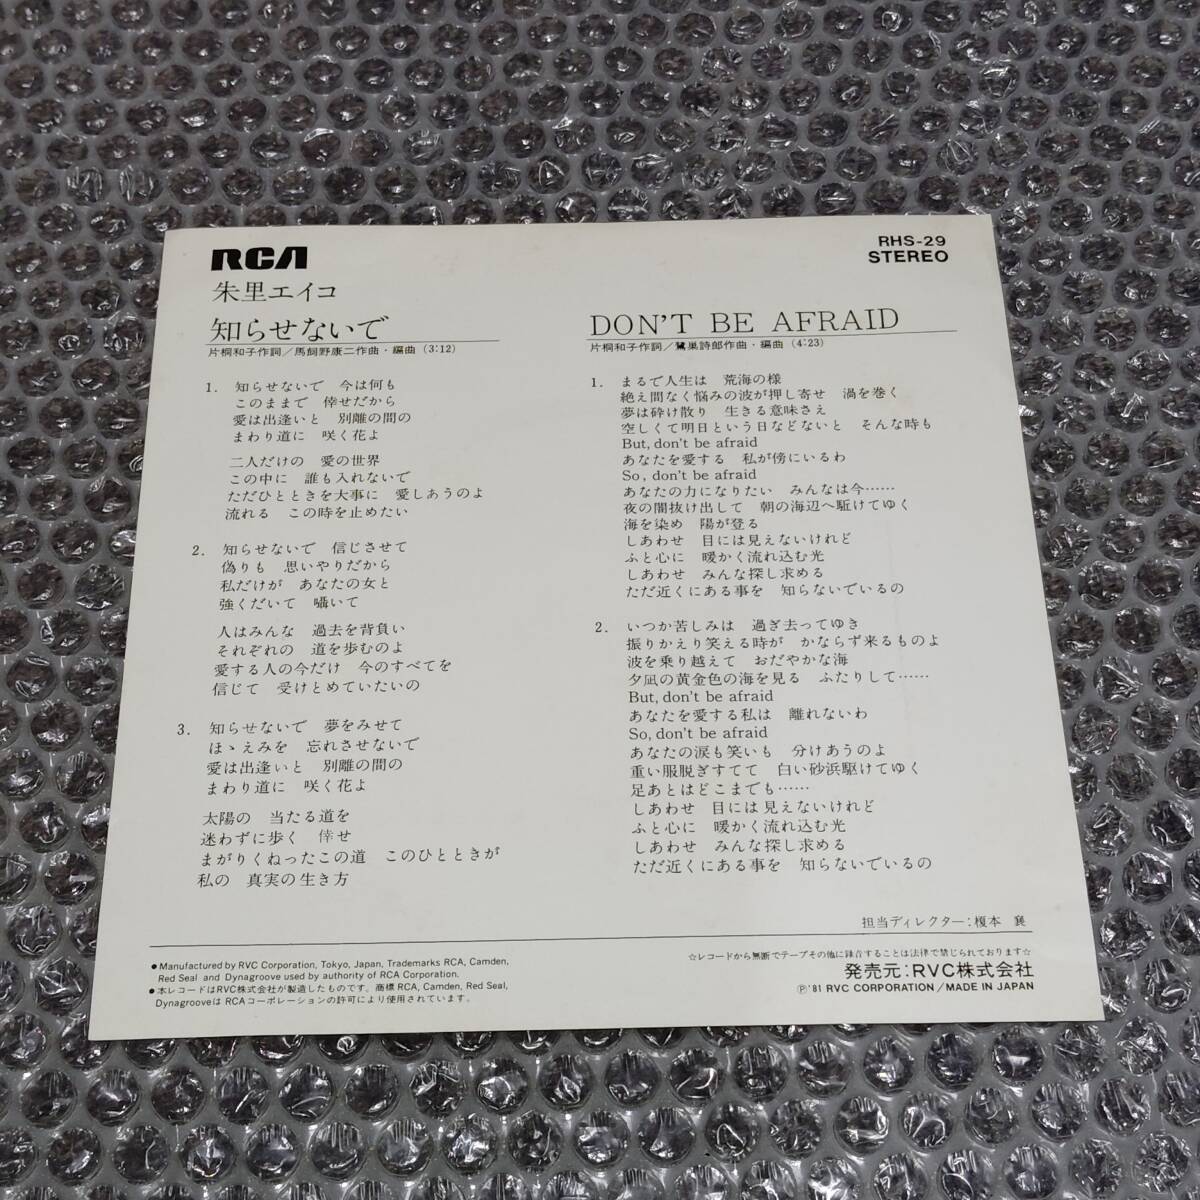 RCA
RHS-29
STEREO
朱里エイコ
知らせないで
片桐和子作詞／馬飼野康二作曲・編曲 (3:12)
1. 知らせないで 今は何も
このままで 倖せだから
愛は出逢いと 別離の間の
まわり道に 咲く花よ
二人だけの 愛の世界
この中に 誰も入れないで
ただひとときを大事に 愛しあうのよ
流れる この時を止めたい
2. 知らせないで 信じさせて
偽りも 思いやりだから
私だけが あなたの女と
強くだいて 囁いて
人はみんな 過去を背負い
それぞれの 道を歩むのよ
愛する人の今だけ 今のすべてを
信じて 受けとめていたいの
3. 知らせないで 夢をみせて
ほゝえみを 忘れさせないで
愛は出逢いと 別離の間の
まわり道に 咲く花よ
太陽の 当たる道を
迷わずに歩く 倖せ
まがりくねったこの道 このひとときが
私の 真実の生き方
DON'T BE AFRAID
片桐和子作詞／鷺巣詩郎作曲・編曲 (4:23)
1. まるで人生は 荒海の様
絶え間なく悩みの波が押し寄せ 渦を巻く
夢は砕け散り 生きる意味さえ
空しくて明日という日などないと そんな時も
But, don't be afraid
あなたを愛する 私が傍にいるわ
So, don't be afraid
あなたの力になりたい みんなは今……
夜の闇抜け出して 朝の海辺へ駈けてゆく
海を染め 陽が登る
しあわせ 目には見えないけれど
ふと心に 暖かく流れ込む光
しあわせ みんな探し求める
ただ近くにある事を 知らないでいるの
2. いつか苦しみは 過ぎ去ってゆき
振りかえり笑える時が かならず来るものよ
波を乗り越えて おだやかな海
夕凪の黄金色の海を見る ふたりして……
But, don't be afraid
あなたを愛する私は 離れないわ
So, don't be afraid
あなたの涙も笑いも 分けあうのよ
重い服脱ぎすてて 白い砂浜駆けてゆく
足あとはどこまでも……
しあわせ 目には見えないけれど
ふと心に 暖かく流れ込む光
しあわせ みんな探し求める
ただ近くにある事を 知らないでいるの
担当ディレクター：榎本 襄
●Manufactured by RVC Corporation, Tokyo, Japan, Trademarks RCA, Camden,
Red Seal and Dynagroove used by authority of RCA Corporation.
●本レコードはRVC株式会社が製造したものです。商標 RCA, Camden, Red Seal,
Dynagrooveは RCAコーポレーションの許可により使用されています。
☆レコードから無断でテープその他に録音することは法律で禁じられております☆
発売元：RVC株式会社
Ⓟ'81 RVC CORPORATION／MADE IN JAPAN